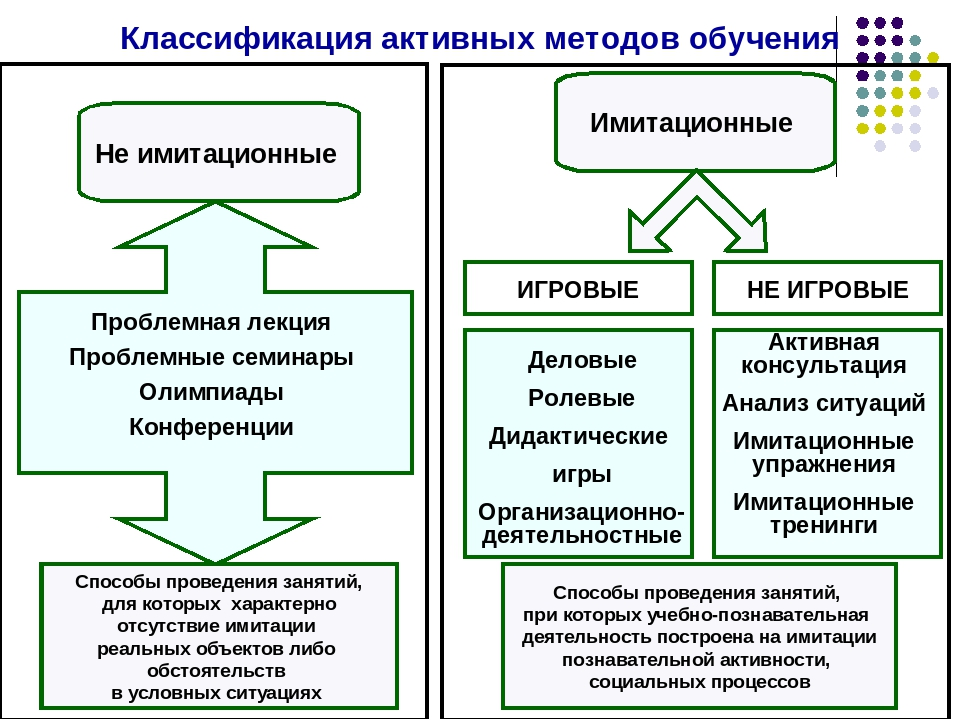 Классификация активных методов обучения
Не имитационные
Проблемная лекция
Проблемные семинары
Олимпиады
Конференции
Способы проведения занятий,
для которых характерно
отсутствие имитации
реальных объектов либо
обстоятельств
в условных ситуациях
Имитационные
ИГРОВЫЕ
Деловые
Ролевые
Дидактические
игры
Организационно-
деятельностные
НЕ ИГРОВЫЕ
Активная
консультация
Анализ ситуаций
Имитационные
упражнения
Имитационные
тренинги
Способы проведения занятий,
при которых учебно-познавательная
деятельность построена на имитации
познавательной активности,
социальных процессов